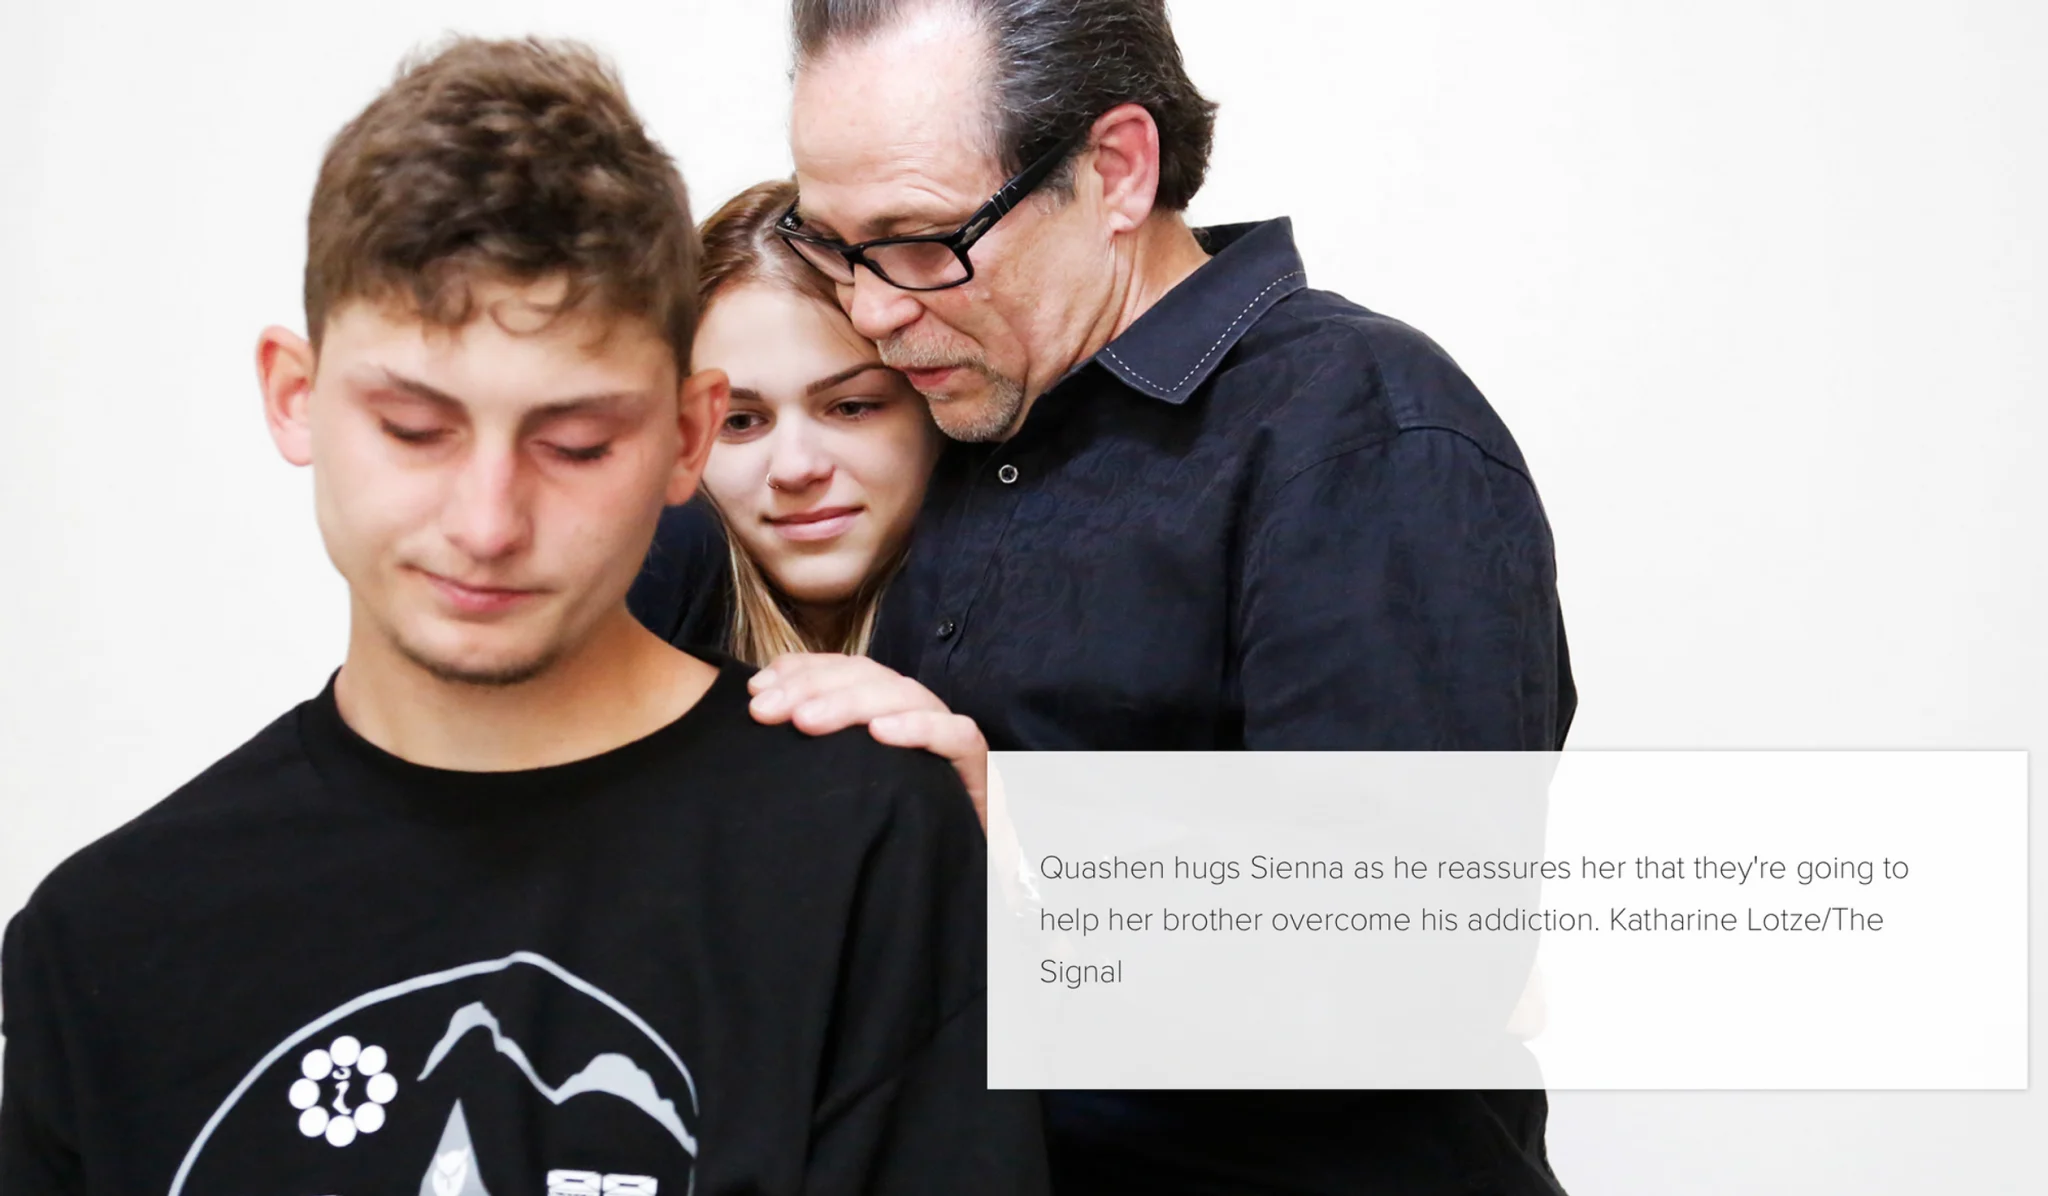 Quashen hugs Sienna as he reassures her that they're going to
help her brother overcome his addiction. Katharine Lotze/The
Signal